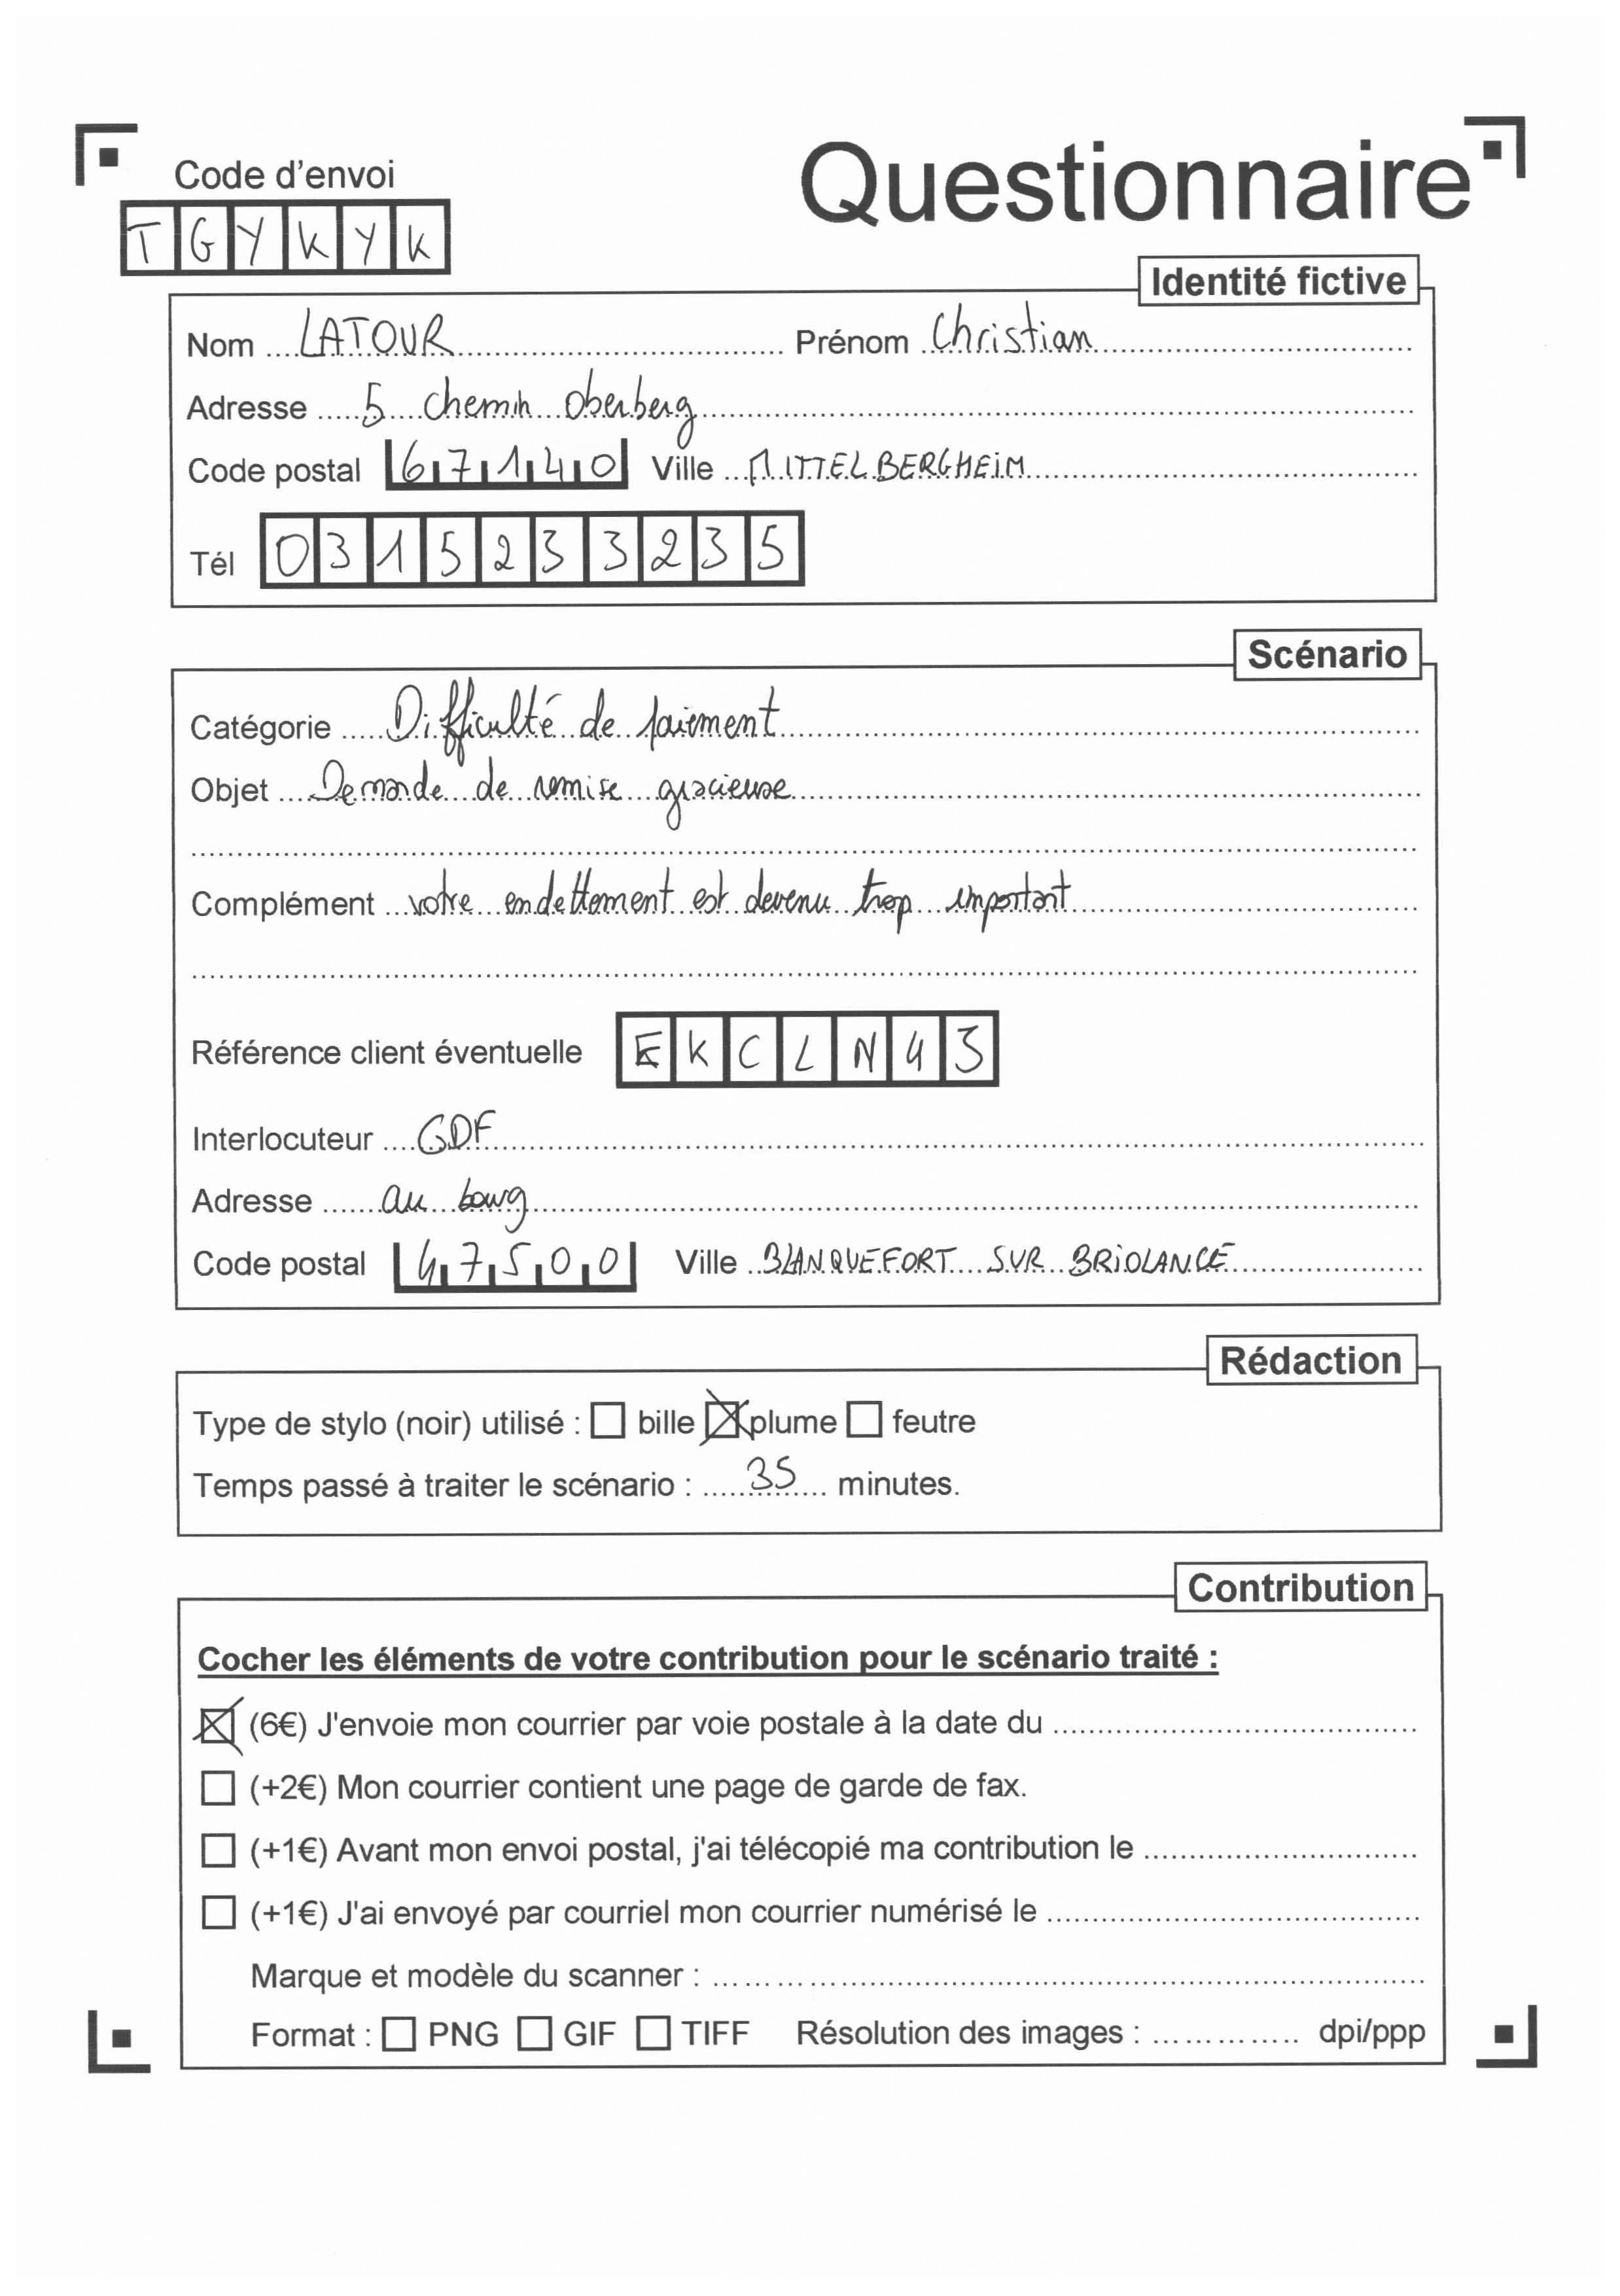 Questionnaire
Code d'envoi
TGYKYK
Identité fictive
Nom LATOUR Prénom Christian
Adresse 5 chemin Oberberg
Code postal 67140 Ville MITTELBERGHEIM
Tél 0315233235
Scénario
Catégorie Difficulté de paiement
Objet Demande de remise gracieuse
Complément votre endettement est devenu trop important
Référence client éventuelle EKCLN43
Interlocuteur GDF
Adresse au bourg
Code postal 47500 Ville BLANQUEFORT SUR BRIOLANCE
Rédaction
Type de stylo (noir) utilisé : ☐ bille ☒ plume ☐ feutre
Temps passé à traiter le scénario : 35 minutes.
Contribution
Cocher les éléments de votre contribution pour le scénario traité :
☒ (6€) J'envoie mon courrier par voie postale à la date du
☐ (+2€) Mon courrier contient une page de garde de fax.
☐ (+1€) Avant mon envoi postal, j'ai télécopié ma contribution le
☐ (+1€) J'ai envoyé par courriel mon courrier numérisé le
Marque et modèle du scanner :
Format : ☐ PNG ☐ GIF ☐ TIFF Résolution des images : dpi/ppp